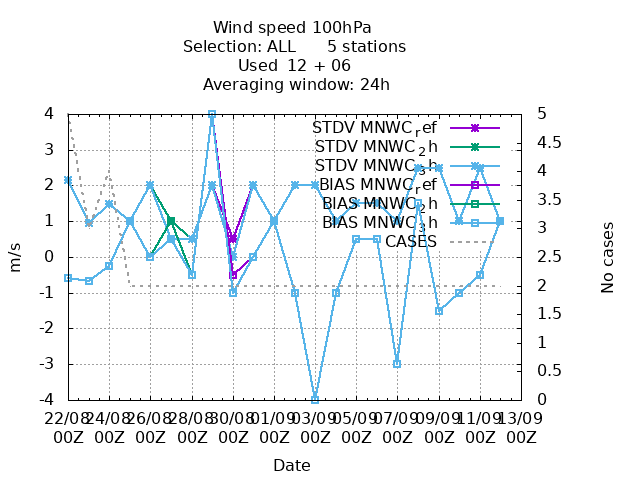 Wind speed 100hPa
Selection: ALL 5 stations
Used 12 + 06
Averaging window: 24h
4
3
2
1
0
-1
-2
-3
-4
m/s
5
4.5
4
3.5
3
2.5
2
1.5
1
0.5
0
No cases
STDV MNWC_ref
STDV MNWC_2h
STDV MNWC_3h
BIAS MNWC_ref
BIAS MNWC_2h
BIAS MNWC_3h
CASES
22/08 24/08 26/08 28/08 30/08 01/09 03/09 05/09 07/09 09/09 11/09 13/09
00Z 00Z 00Z 00Z 00Z 00Z 00Z 00Z 00Z 00Z 00Z 00Z
Date